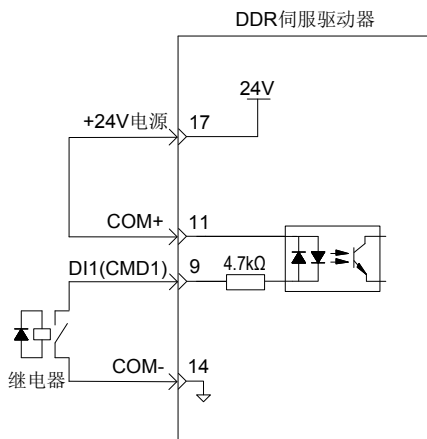 DDR伺服驱动器
24V
+24V电源
17
COM+
11
DI1(CMD1)
9
4.7kΩ
COM-
14
继电器